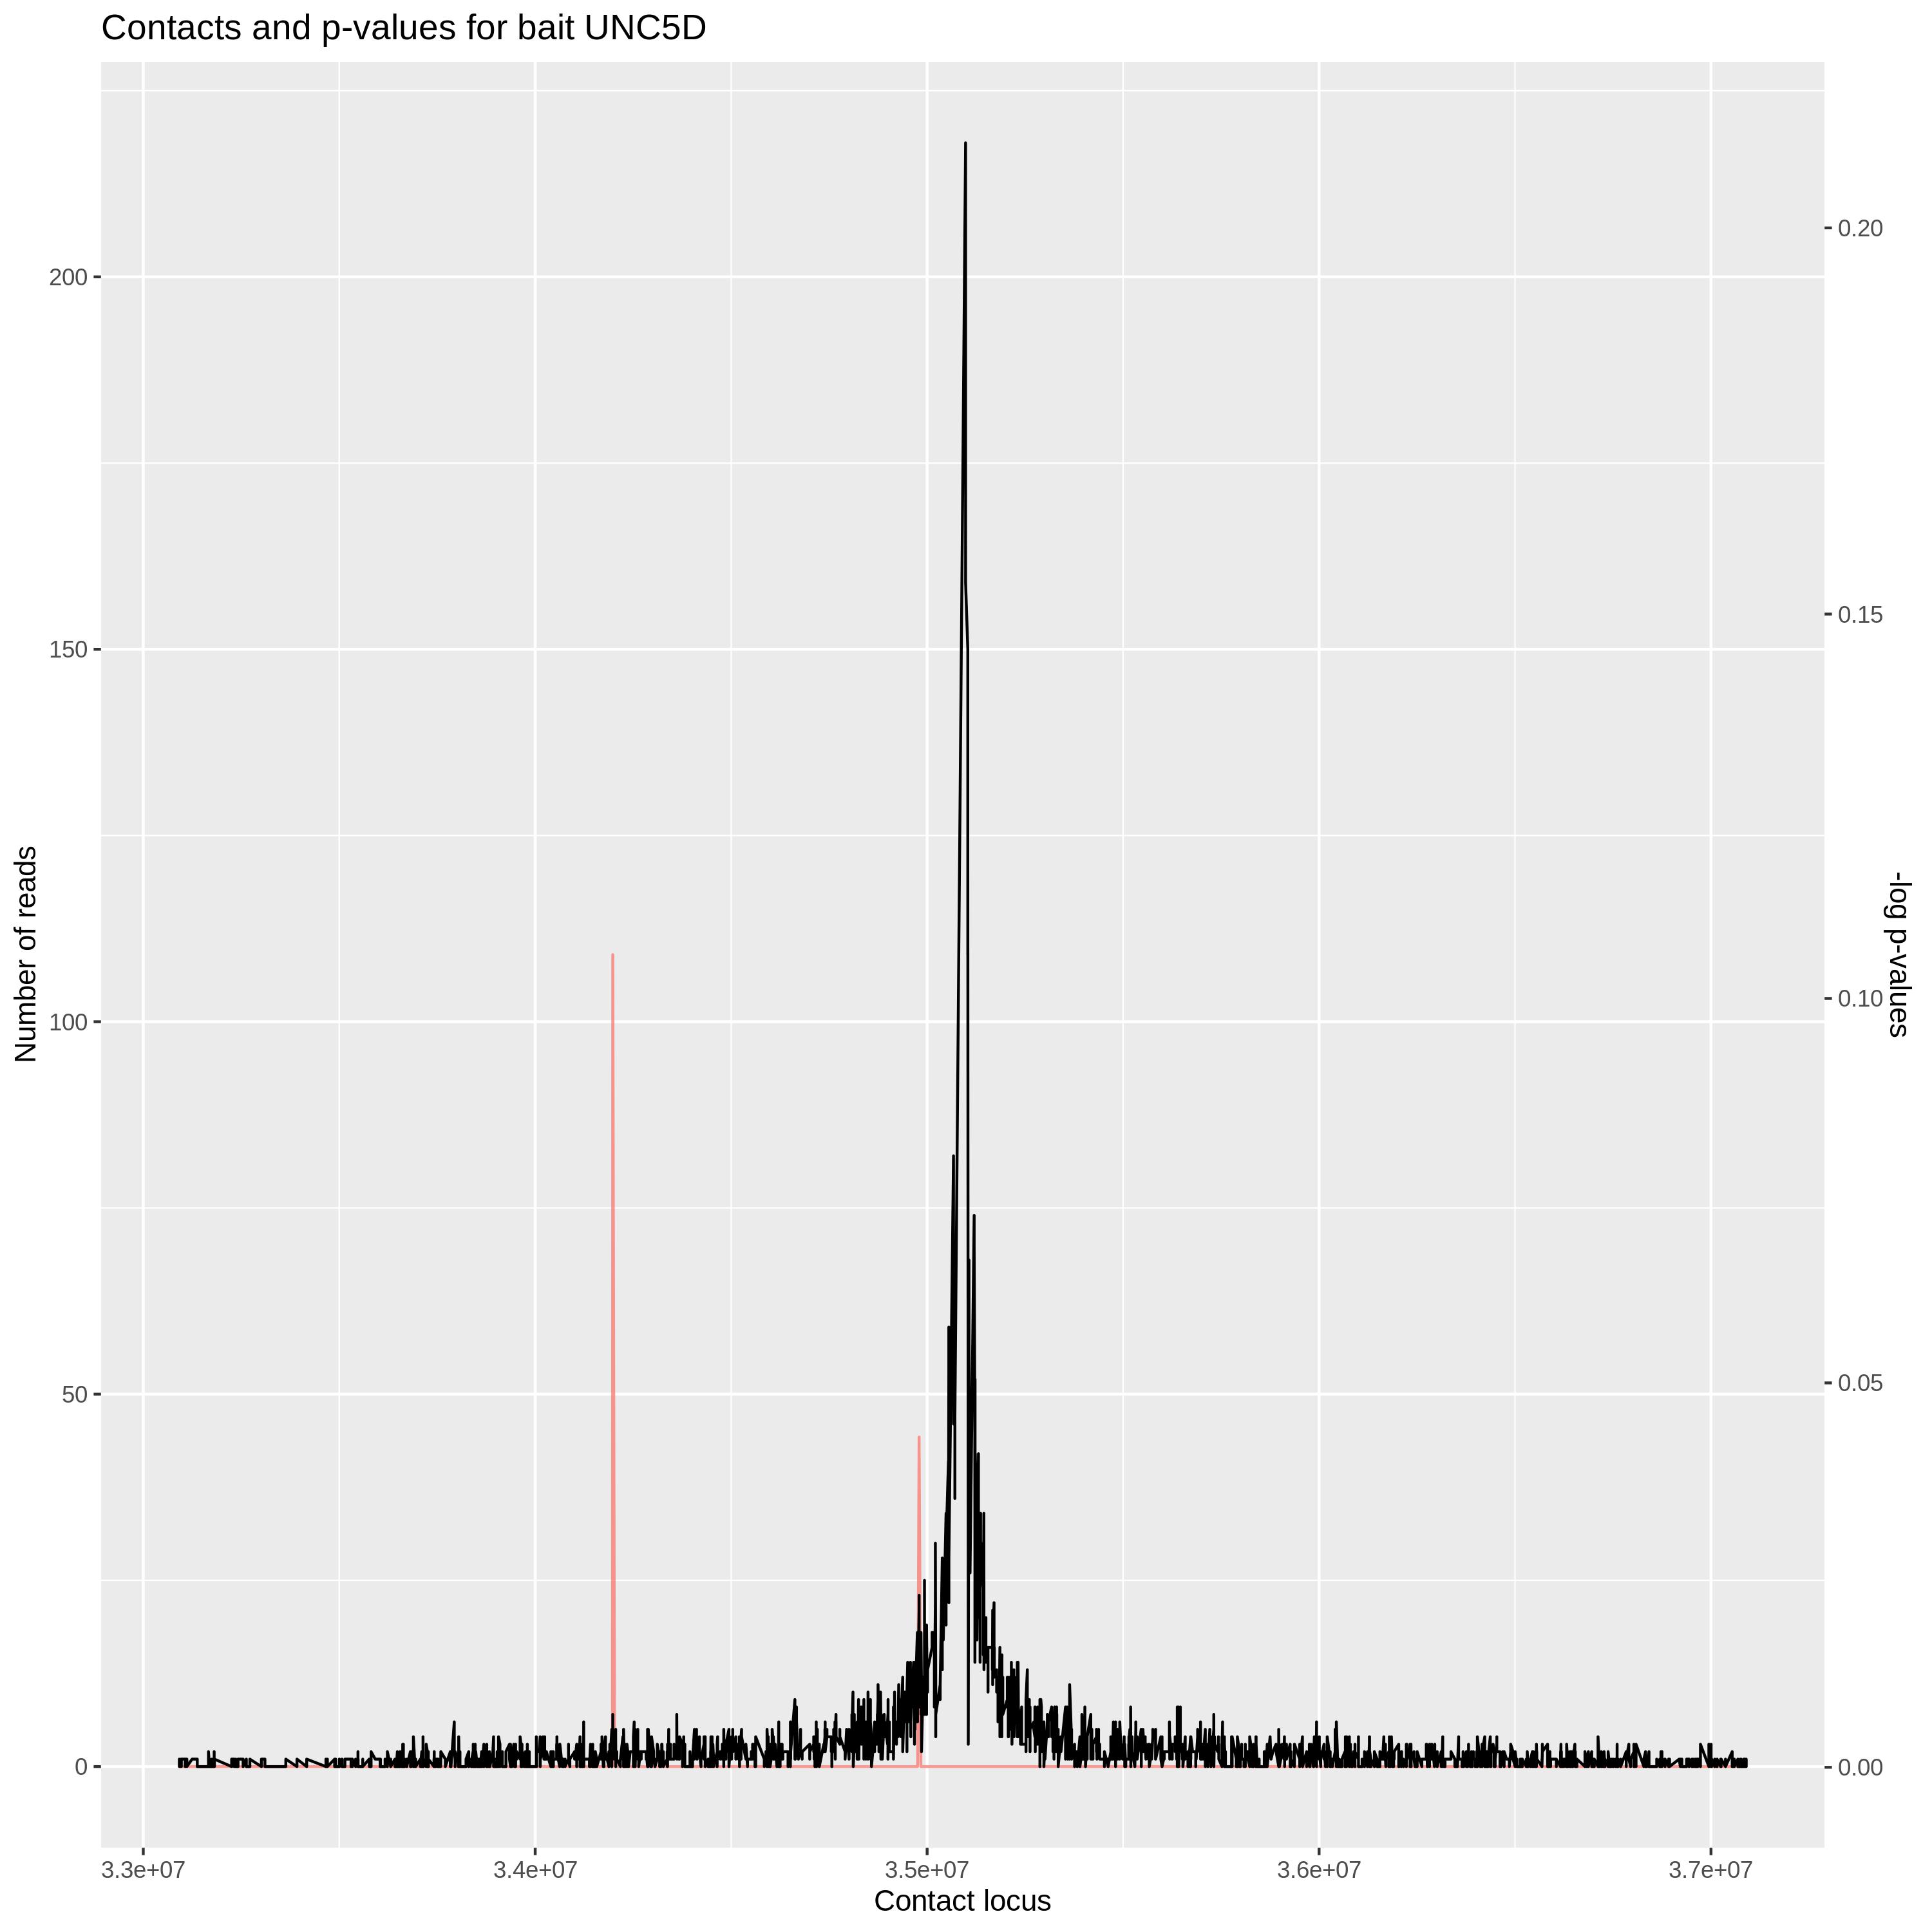 Contacts and p-values for bait UNC5D
Number of reads
200
150
100
50
0
0.20
0.15
0.10
0.05
0.00
-log p-values
3.3e+07
3.4e+07
3.5e+07
3.6e+07
3.7e+07
Contact locus